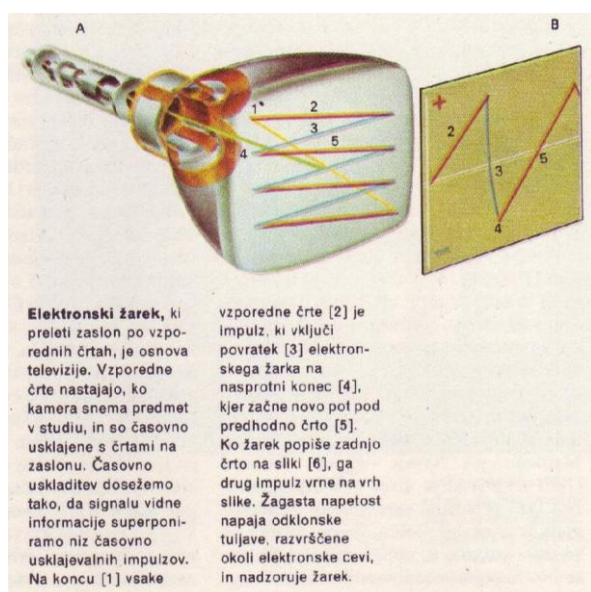 A
B
1
2
3
5
4
2
5
3
4
Elektronski žarek, ki
preleti zaslon po vzpo-
rednih črtah, je osnova
televizije. Vzporedne
črte nastajajo, ko
kamera snema predmet
v studiu, in so časovno
usklajene s črtami na
zaslonu. Časovno
uskladitev dosežemo
tako, da signalu vidne
informacije superponi-
ramo niz časovno
usklajevalnih impulzov.
Na koncu [1] vsake
vzporedne črte [2] je
impulz, ki vključi
povratek [3] elektron-
skega žarka na
nasprotni konec [4],
kjer začne novo pot pod
predhodno črto [5].
Ko žarek popiše zadnjo
črto na sliki [6], ga
drug impulz vrne na vrh
slike. Žagasta napetost
napaja odklonske
tuljave, razvrščene
okoli elektronske cevi,
in nadzoruje žarek.